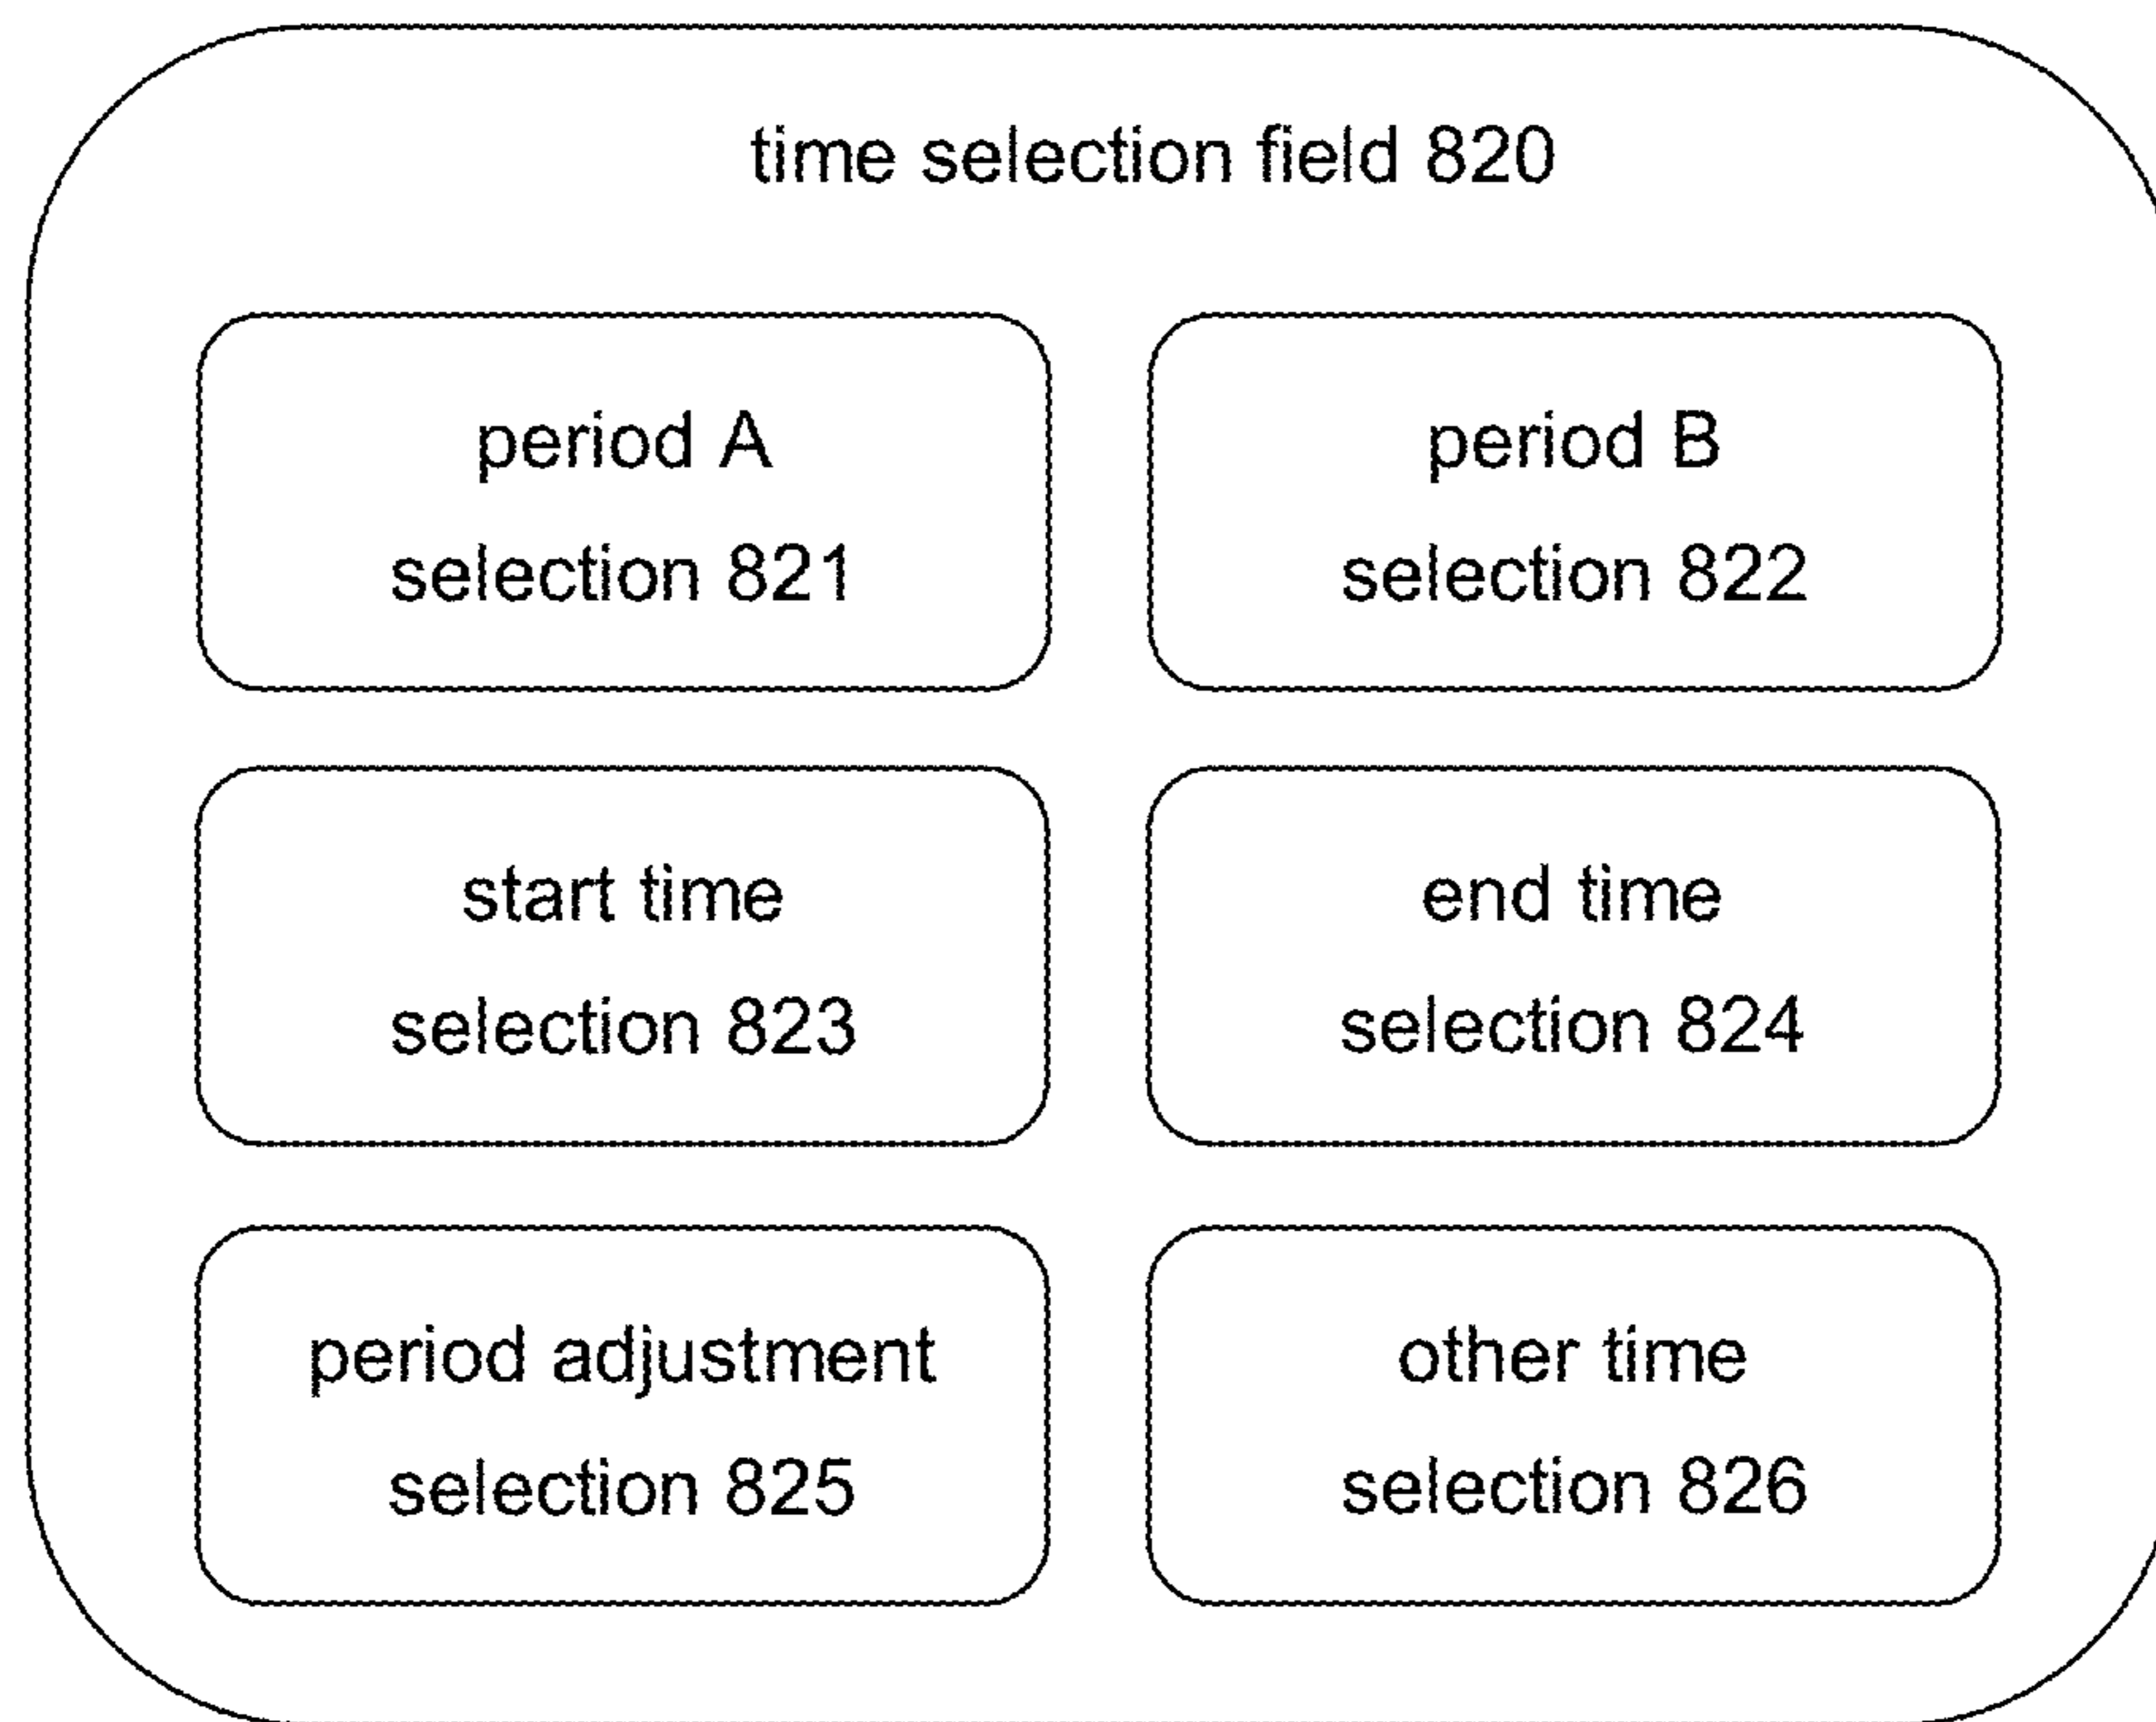 time selection field 820
period A
selection 821
period B
selection 822
start time
selection 823
end time
selection 824
period adjustment
selection 825
other time
selection 826